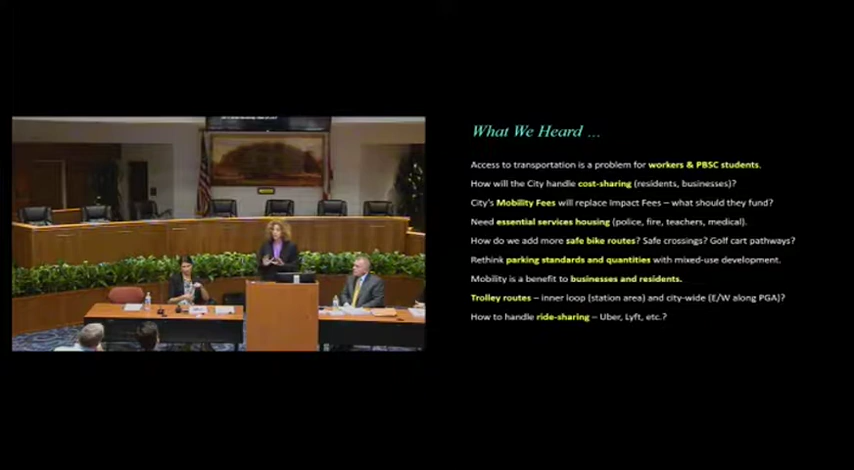 What We Heard ...
Access to transportation is a problem for workers & PBSC students.
How will the City handle cost-sharing (residents, businesses)?
City's Mobility Fees will replace Impact Fees – what should they fund?
Need essential services housing (police, fire, teachers, medical).
How do we add more safe bike routes? Safe crossings? Golf cart pathways?
Rethink parking standards and quantities with mixed-use development.
Mobility is a benefit to businesses and residents.
Trolley routes – inner loop (station area) and city-wide (E/W along PGA)?
How to handle ride-sharing – Uber, Lyft, etc.?